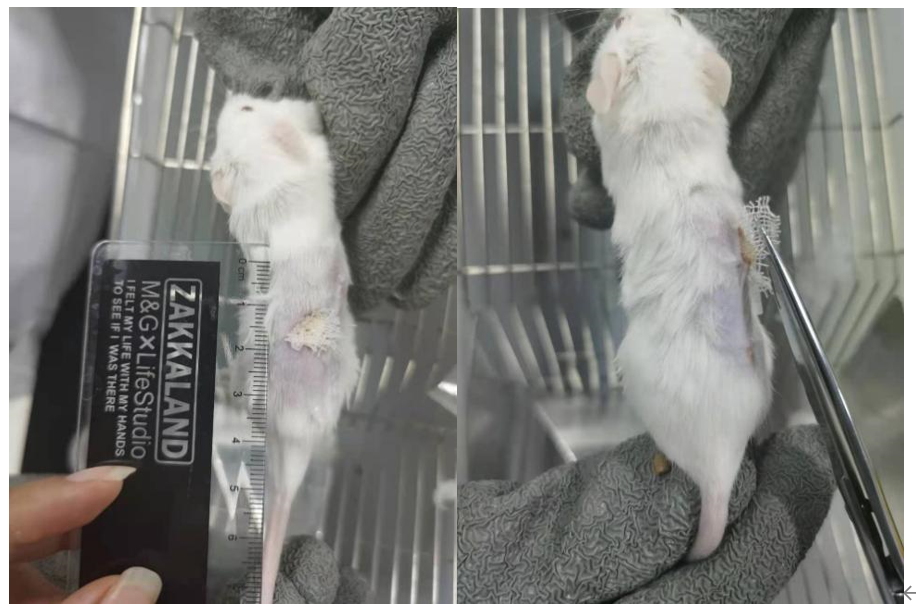 ZAKKALAND
M&G×LifeStudio
I FELT MY LIFE WITH MY HANDS
TO SEE IF I WAS THERE
0 cm
1
2
3
4
5
6